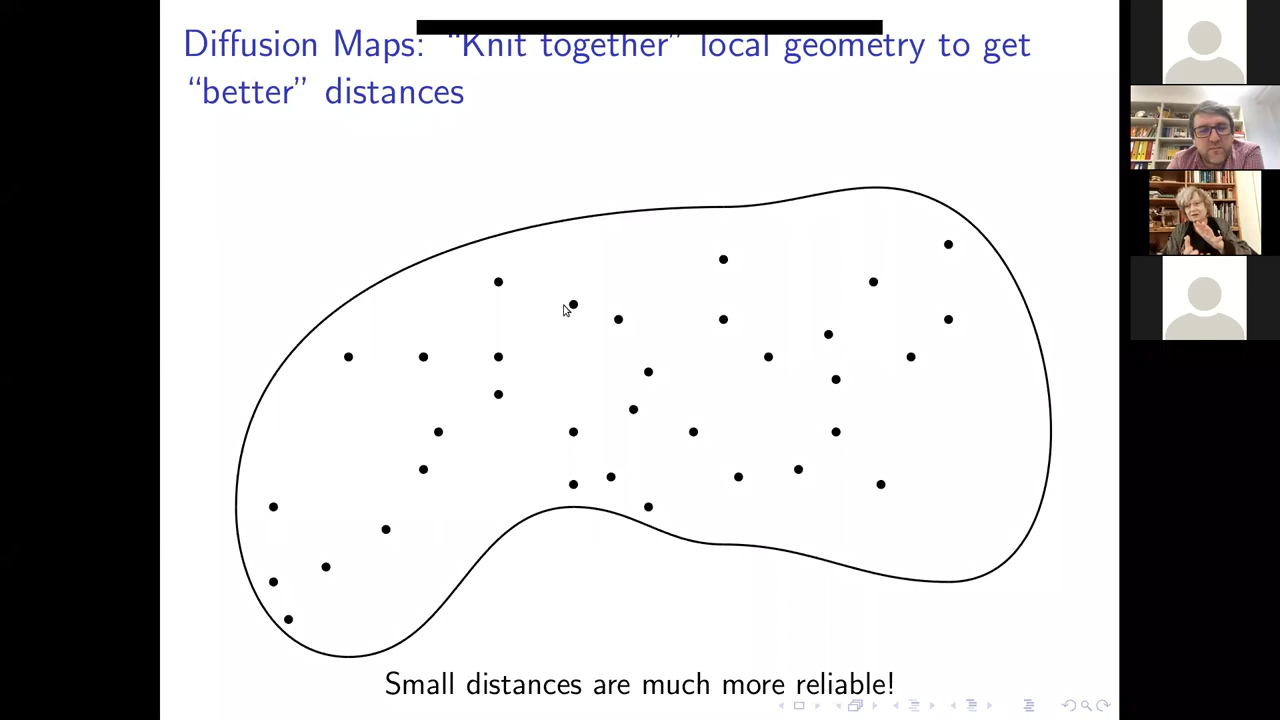 Diffusion Maps: “Knit together” local geometry to get
“better” distances
Small distances are much more reliable!